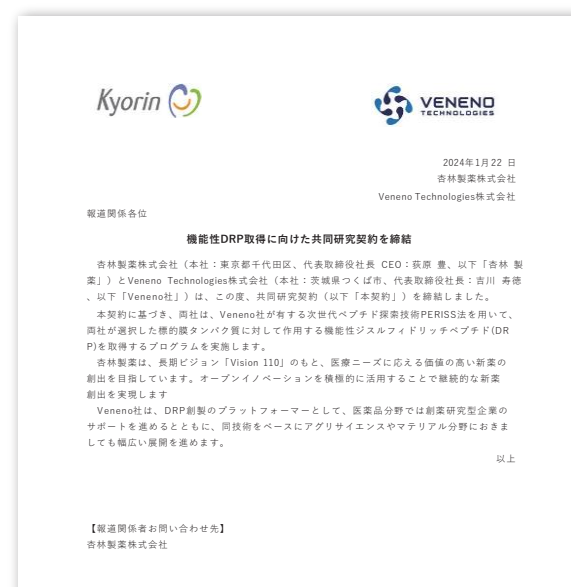 Kyorin
VENENO
TECHNOLOGIES
2024年1月22 日
杏林製薬株式会社
Veneno Technologies株式会社
報道関係各位
機能性DRP取得に向けた共同研究契約を締結
杏林製薬株式会社（本社：東京都千代田区、代表取締役社長 CEO：荻原 豊、以下「杏林 製
薬」）とVeneno Technologies株式会社（本社：茨城県つくば市、代表取締役社長：吉川 寿徳
、以下「Veneno社」）は、この度、共同研究契約（以下「本契約」）を締結しました。
本契約に基づき、両社は、Veneno社が有する次世代ペプチド探索技術PERISS法を用いて、
両社が選択した標的膜タンパク質に対して作用する機能性ジスルフィドリッチペプチド(DR
P)を取得するプログラムを実施します。
杏林製薬は、長期ビジョン「Vision 110」のもと、医療ニーズに応える価値の高い新薬の
創出を目指しています。オープンイノベーションを積極的に活用することで継続的な新薬
創出を実現します
Veneno社は、DRP創製のプラットフォーマーとして、医薬品分野では創薬研究型企業の
サポートを進めるとともに、同技術をベースにアグリサイエンスやマテリアル分野におきま
しても幅広い展開を進めます。
以上
【報道関係者お問い合わせ先】
杏林製薬株式会社